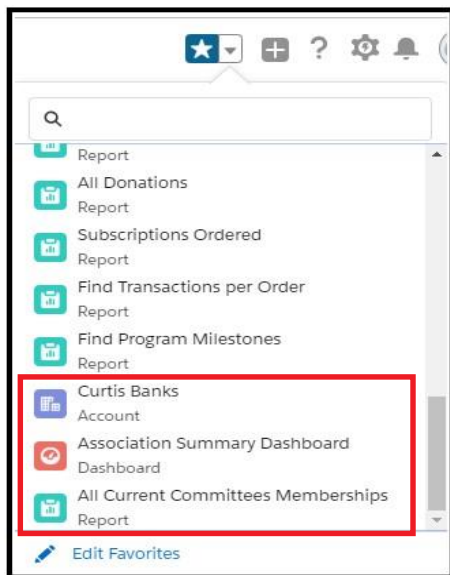 ?
Report
All Donations
Report
Subscriptions Ordered
Report
Find Transactions per Order
Report
Find Program Milestones
Report
Curtis Banks
Account
Association Summary Dashboard
Dashboard
All Current Committees Memberships
Report
Edit Favorites